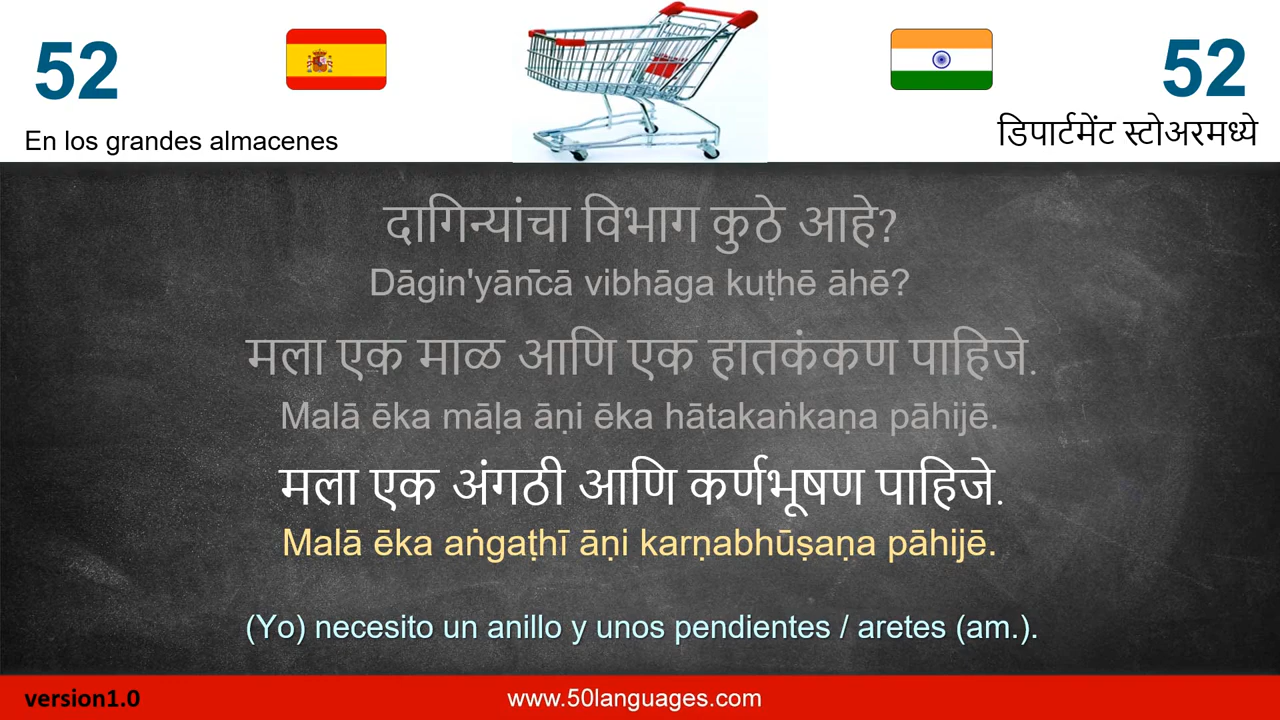 52
52
En los grandes almacenes
डिपार्टमेंट स्टोअरमध्ये
दागिन्यांचा विभाग कुठे आहे?
Dāgin'yān̄cā vibhāga kuṭhē āhē?
मला एक माळ आणि एक हातकंकण पाहिजे.
Malā ēka māḷa āṇi ēka hātakaṅkaṇa pāhijē.
मला एक अंगठी आणि कर्णभूषण पाहिजे.
Malā ēka aṅgaṭhī āṇi karṇabhūṣaṇa pāhijē.
(Yo) necesito un anillo y unos pendientes / aretes (am.).
version1.0
www.50languages.com